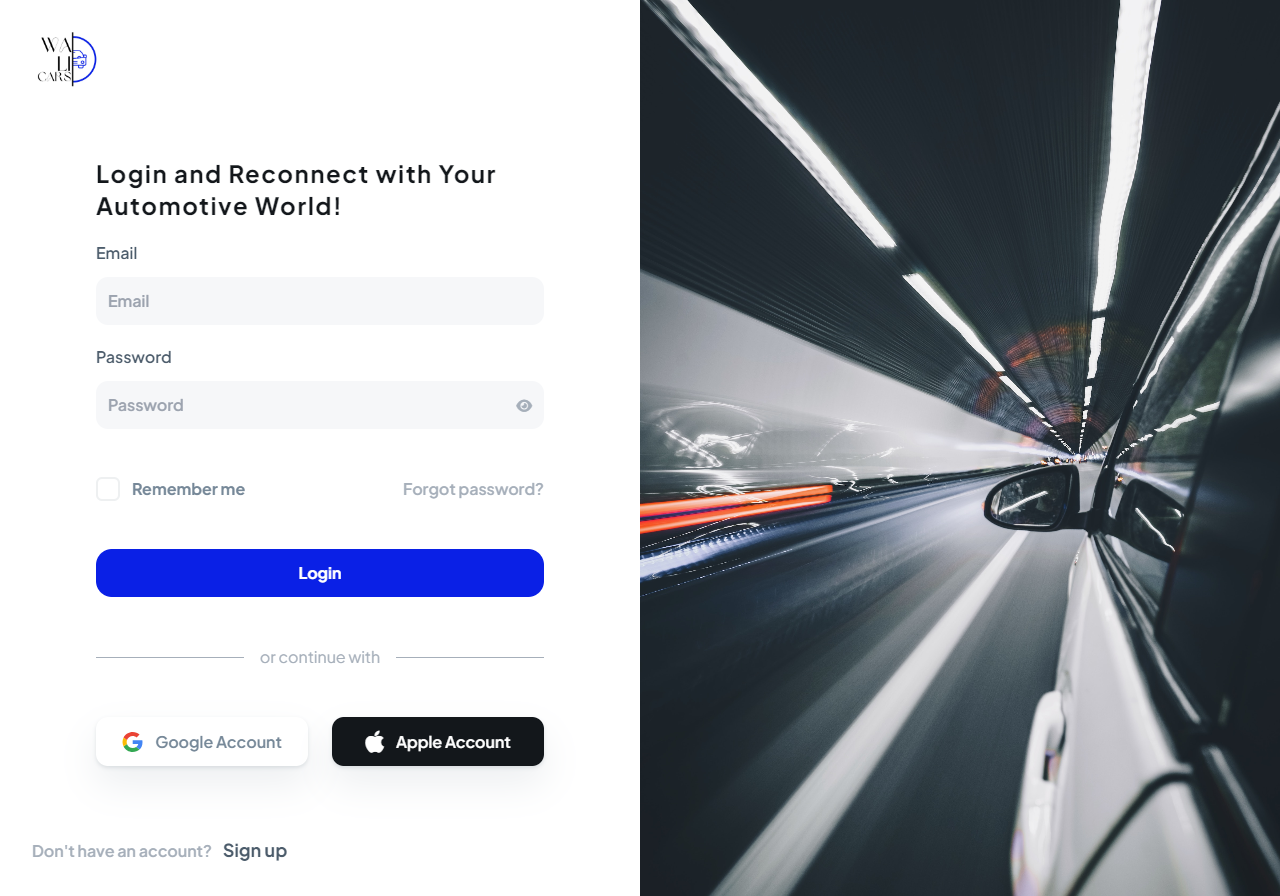 WA
LI
CARS
Login and Reconnect with Your
Automotive World!
Email
Email
Password
Password
Remember me
Forgot password?
Login
or continue with
Google Account
Apple Account
Don't have an account? Sign up